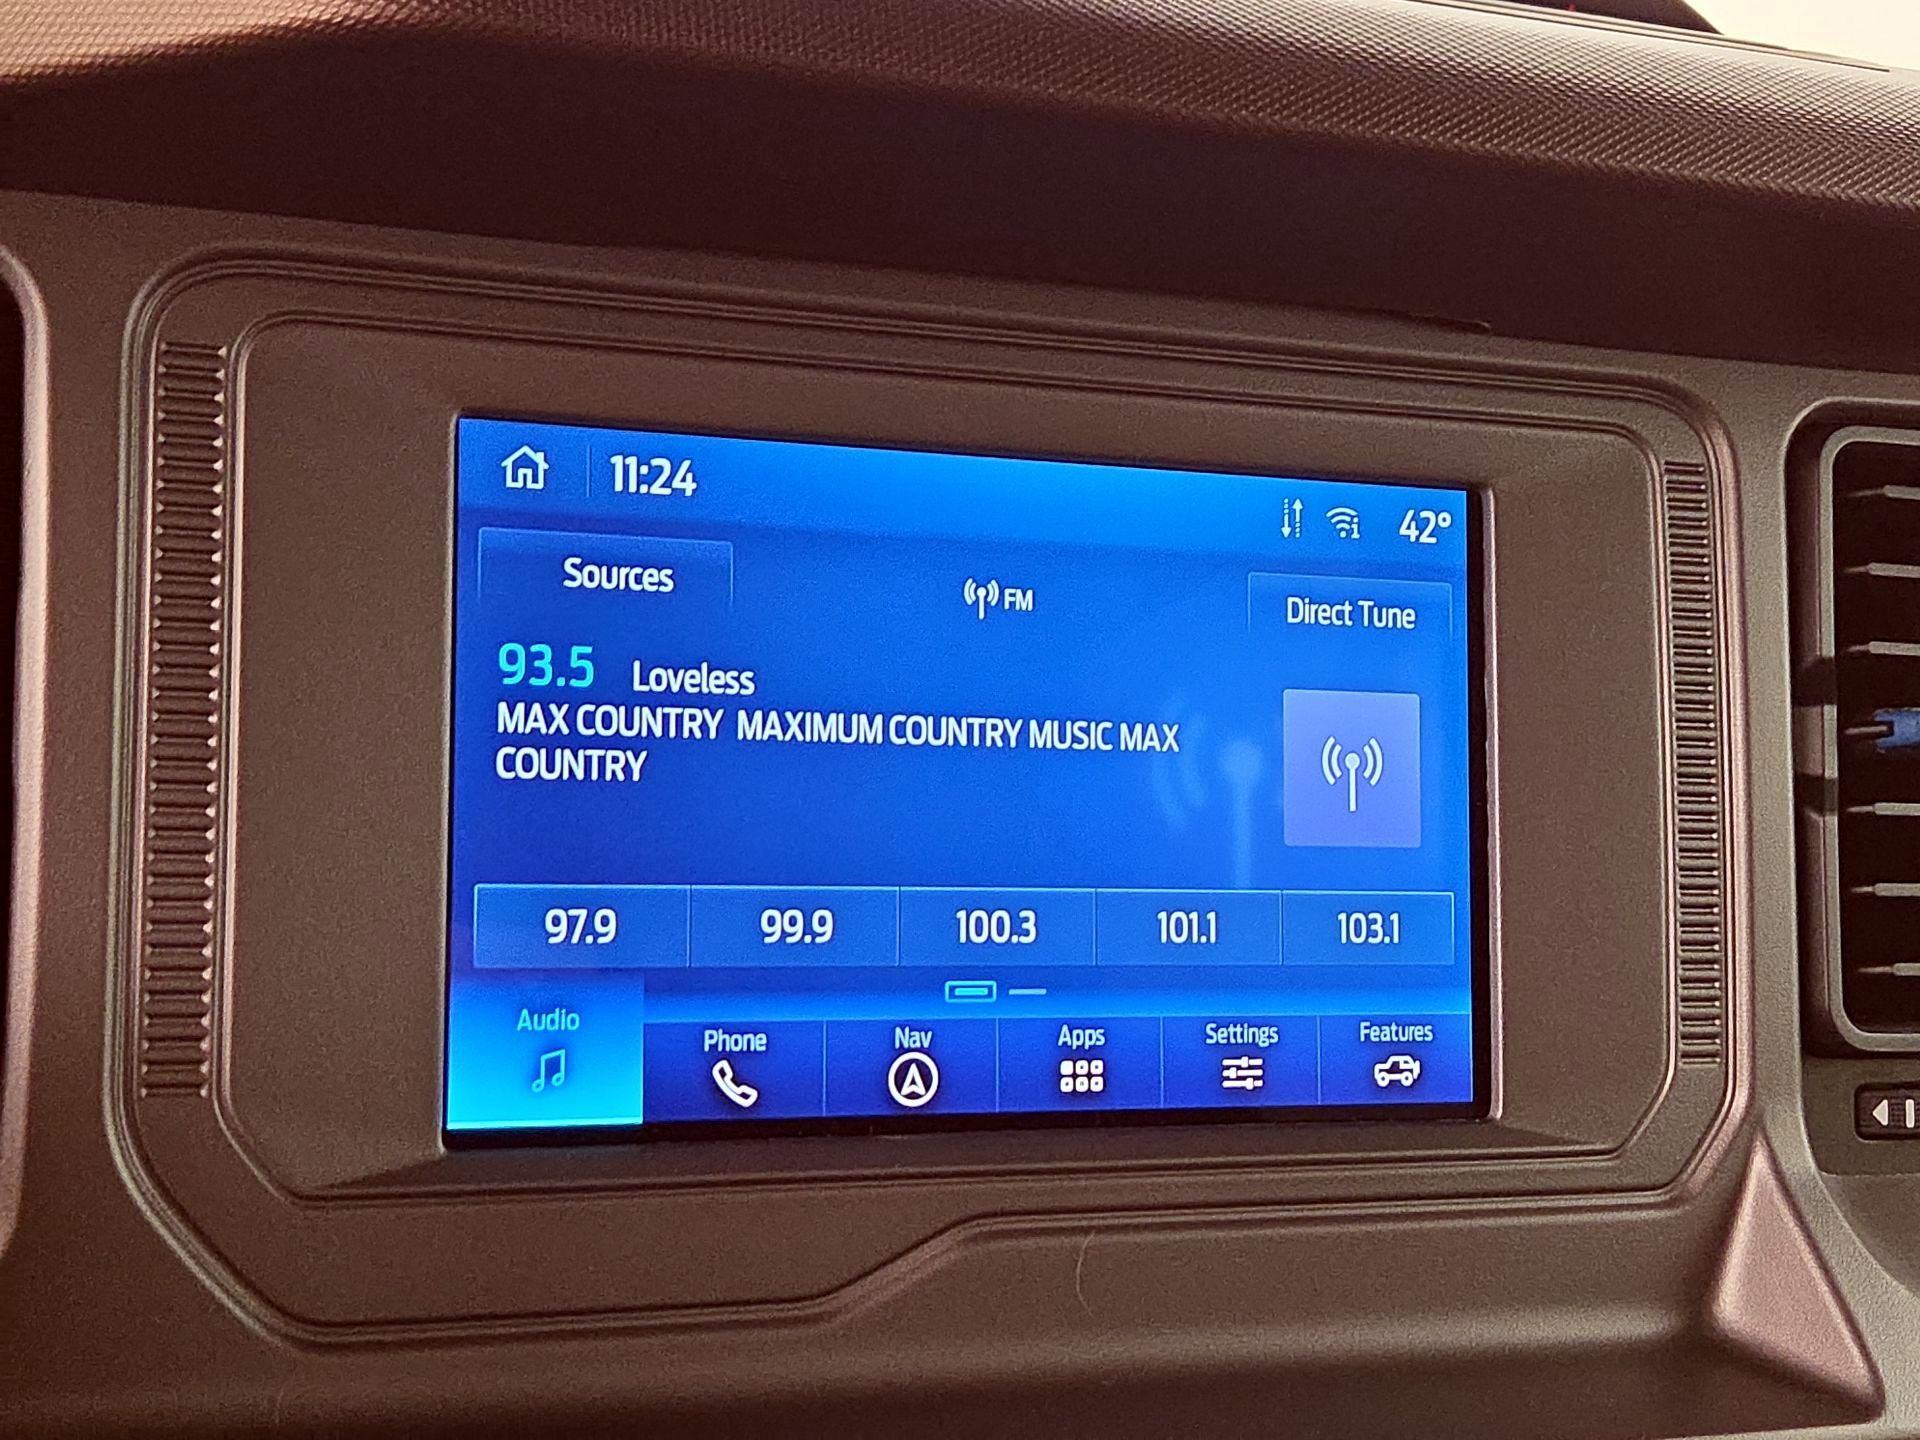 11:24
42°
Sources
FM
Direct Tune
93.5 Loveless
MAX COUNTRY MAXIMUM COUNTRY MUSIC MAX
COUNTRY
97.9 99.9 100.3 101.1 103.1
Audio Phone Nav Apps Settings Features